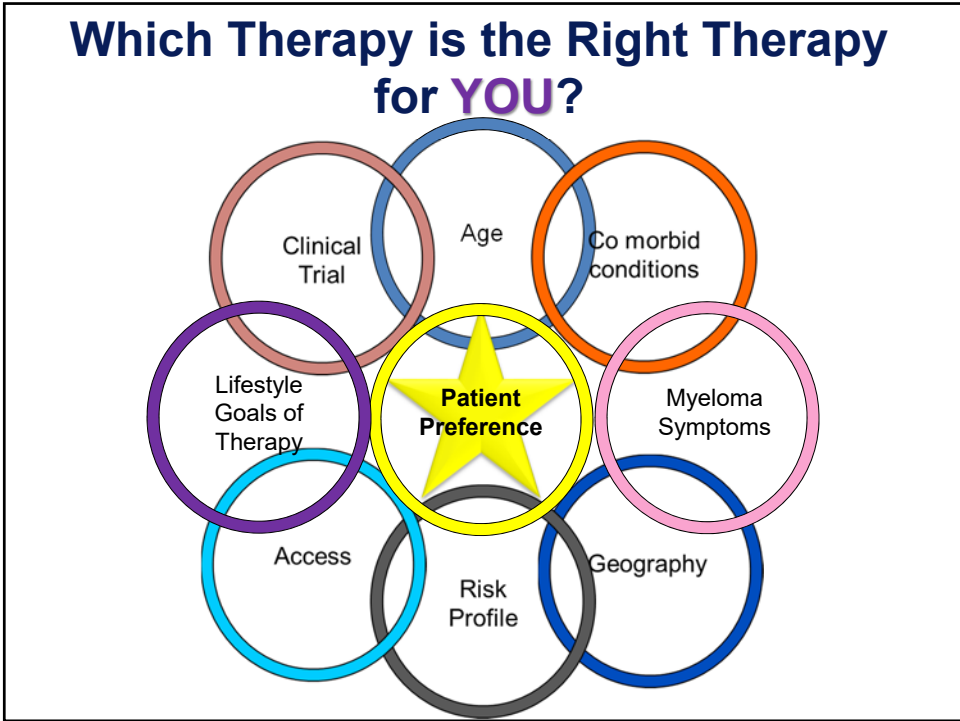 Which Therapy is the Right Therapy
for YOU?
Age
Clinical
Trial
Co morbid
conditions
Lifestyle
Goals of
Therapy
Patient
Preference
Myeloma
Symptoms
Access
Risk
Profile
Geography